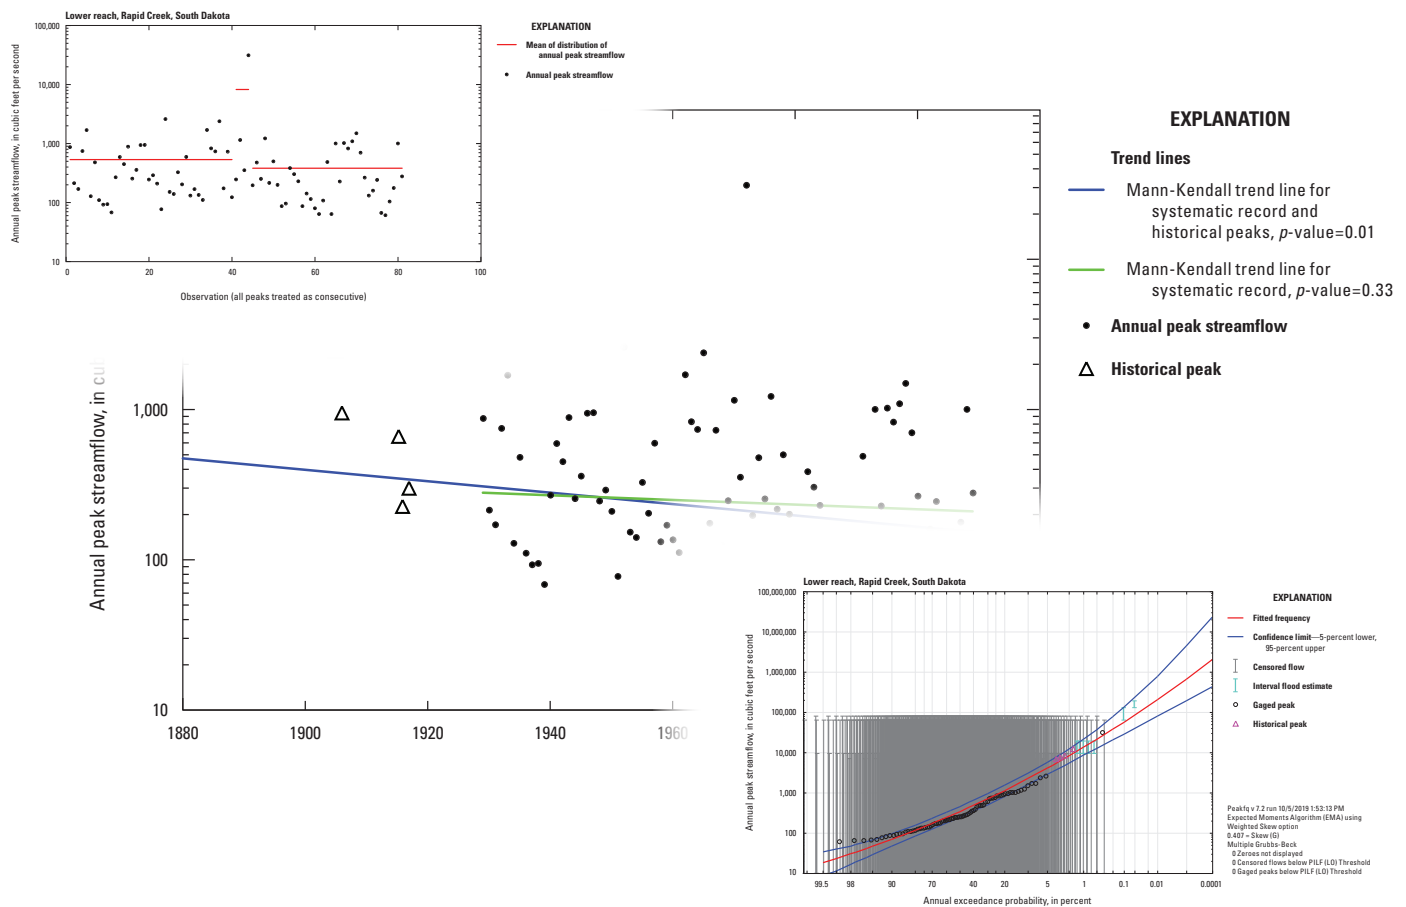 Lower reach, Rapid Creek, South Dakota
100,000
10,000
1,000
100
10
Annual peak streamflow, in cubic feet per second
0 20 40 60 80 100
Observation (all peaks treated as consecutive)
EXPLANATION
Mean of distribution of
annual peak streamflow
Annual peak streamflow
EXPLANATION
Trend lines
Mann-Kendall trend line for
systematic record and
historical peaks, p-value=0.01
Mann-Kendall trend line for
systematic record, p-value=0.33
Annual peak streamflow
Historical peak
Annual peak streamflow, in cu
1,000
100
10
1880 1900 1920 1940 1960
Lower reach, Rapid Creek, South Dakota
100,000,000
10,000,000
1,000,000
100,000
10,000
1,000
100
10
Annual peak streamflow, in cubic feet per second
99.5 98 90 70 40 20 5 1 0.1 0.01 0.0001
Annual exceedance probability, in percent
EXPLANATION
Fitted frequency
Confidence limit—5-percent lower,
95-percent upper
Censored flow
Interval flood estimate
Gaged peak
Historical peak
Peakfq v 7.2 run 10/5/2019 1:53:13 PM
Expected Moments Algorithm (EMA) using
Weighted Skew option
0.407 = Skew (G)
Multiple Grubbs-Beck
0 Zeroes not displayed
0 Censored flows below PILF (LO) Threshold
0 Gaged peaks below PILF (LO) Threshold